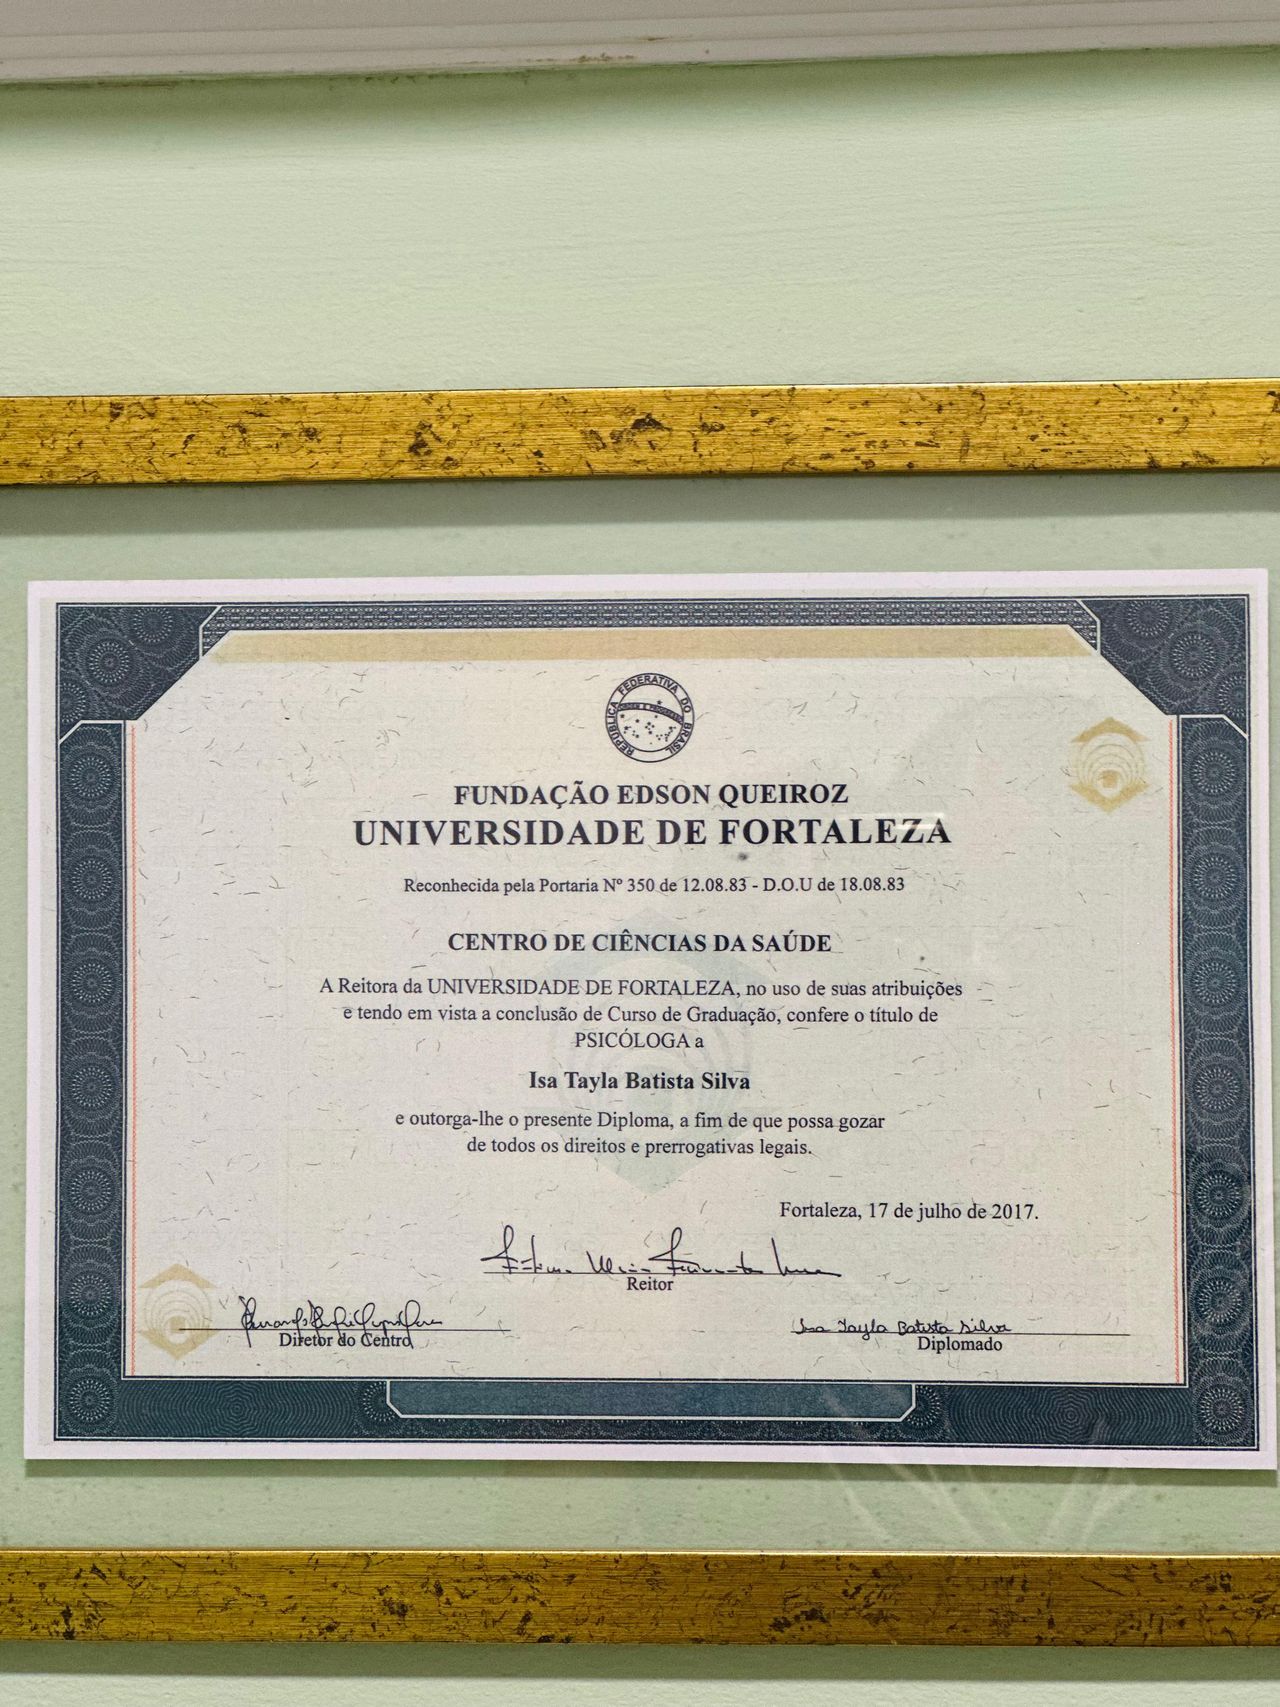 REPÚBLICA FEDERATIVA DO BRASIL
FUNDAÇÃO EDSON QUEIROZ
UNIVERSIDADE DE FORTALEZA
Reconhecida pela Portaria Nº 350 de 12.08.83 - D.O.U de 18.08.83
CENTRO DE CIÊNCIAS DA SAÚDE
A Reitora da UNIVERSIDADE DE FORTALEZA, no uso de suas atribuições
e tendo em vista a conclusão de Curso de Graduação, confere o título de
PSICÓLOGA a
Isa Tayla Batista Silva
e outorga-lhe o presente Diploma, a fim de que possa gozar
de todos os direitos e prerrogativas legais.
Fortaleza, 17 de julho de 2017.
Reitor
Diretor do Centro
Isa Tayla Batista Silva
Diplomado